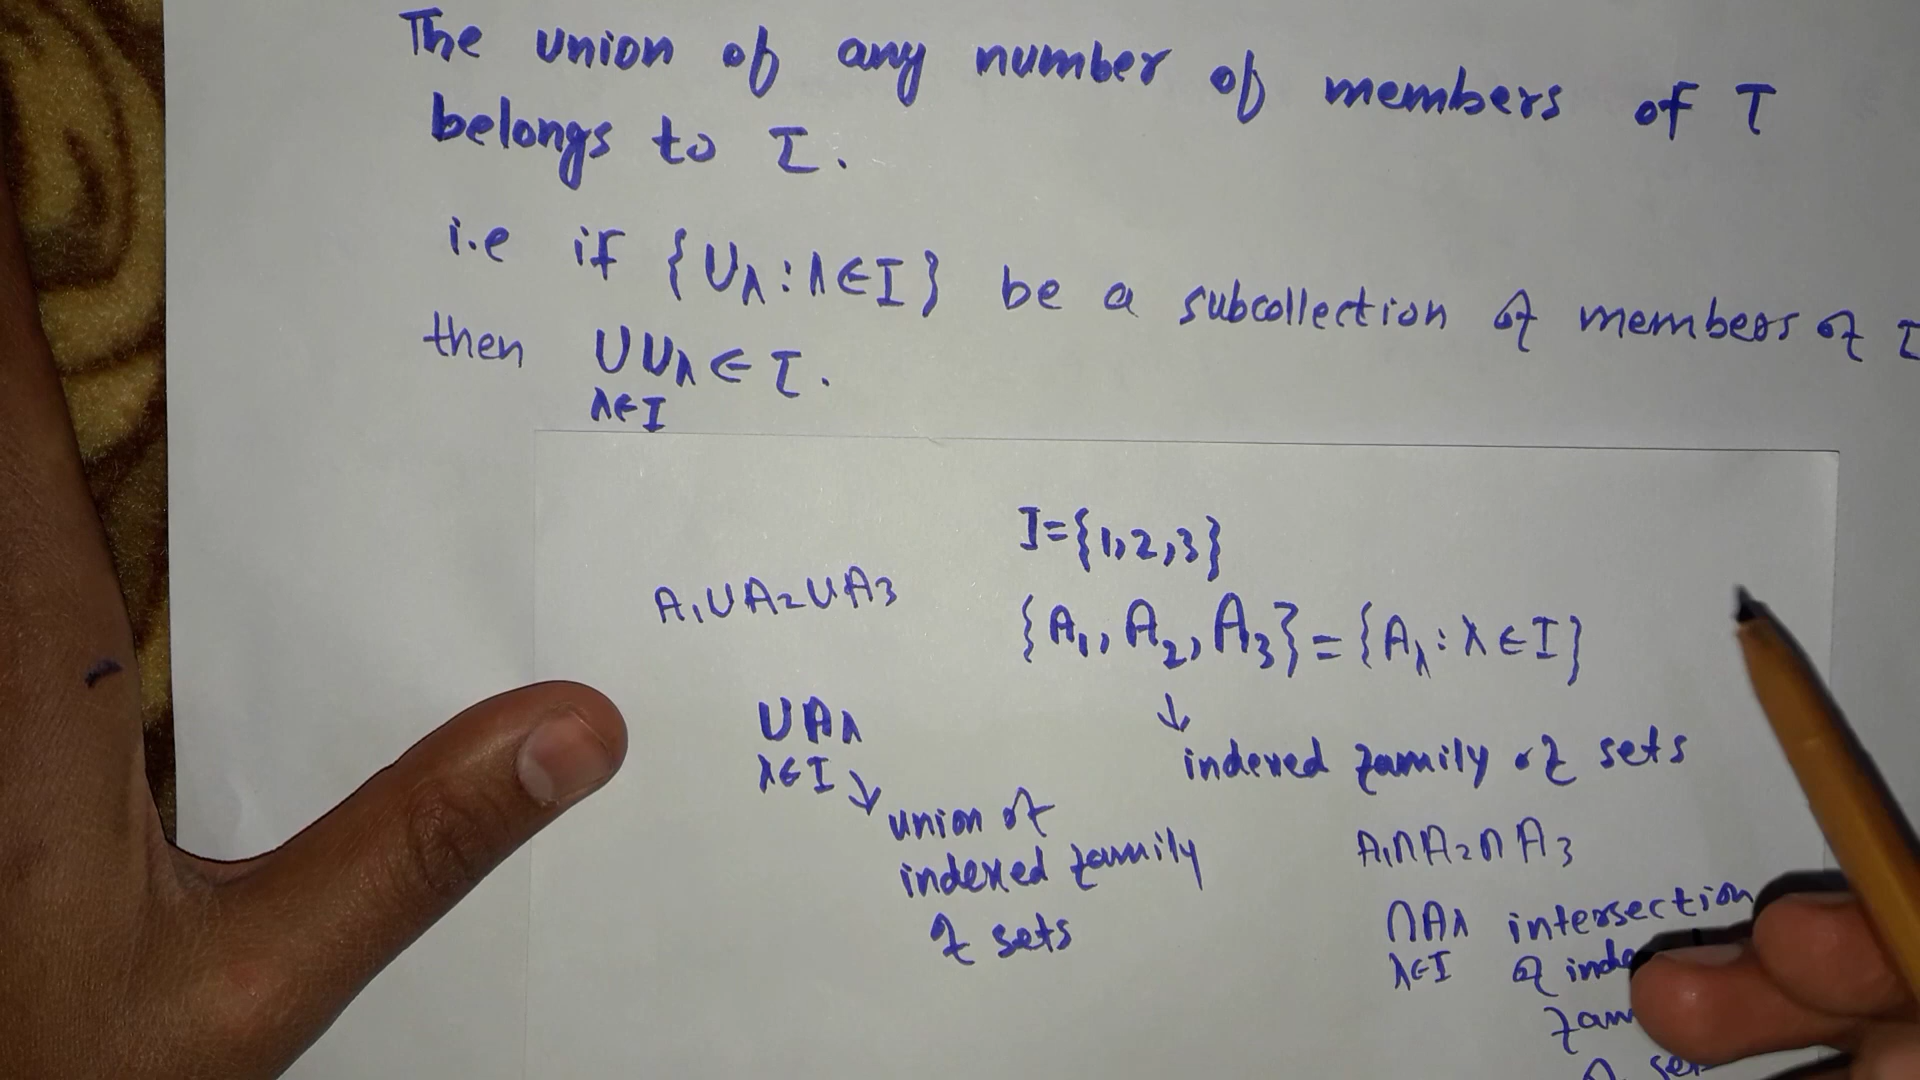 The union of any number of members of τ
belongs to τ.
i.e if {Uλ : λ∈I} be a subcollection of members of τ
then ∪Uλ ∈ τ.
λ∈I
I={1,2,3}
A₁∪A₂∪A₃
{A₁, A₂, A₃} = {Aλ : λ∈I}
↓
indexed family of sets
∪Aλ
λ∈I ↘
union of
indexed family
of sets
A₁∩A₂∩A₃
∩Aλ intersection
λ∈I of